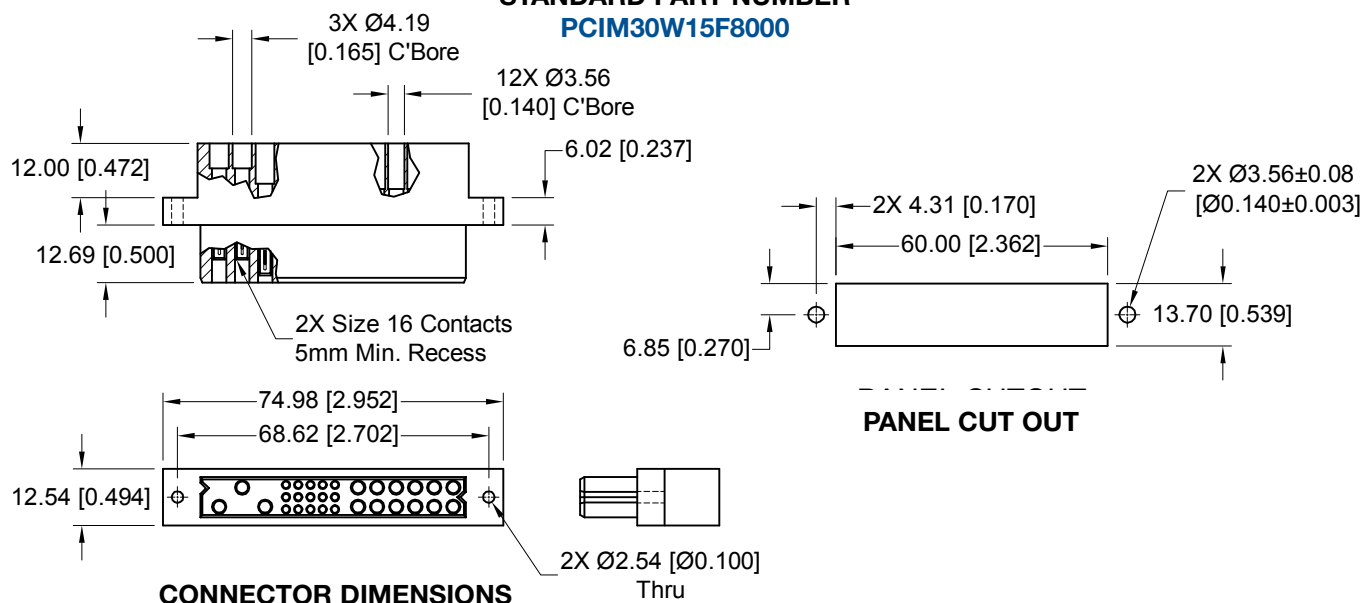 STANDARD PART NUMBER
PCIM30W15F8000
3X Ø4.19
[0.165] C'Bore
12X Ø3.56
[0.140] C'Bore
12.00 [0.472]
6.02 [0.237]
12.69 [0.500]
2X Size 16 Contacts
5mm Min. Recess
2X Ø3.56±0.08
[Ø0.140±0.003]
2X 4.31 [0.170]
60.00 [2.362]
13.70 [0.539]
6.85 [0.270]
PANEL CUTOUT
PANEL CUT OUT
74.98 [2.952]
68.62 [2.702]
12.54 [0.494]
2X Ø2.54 [Ø0.100]
Thru
CONNECTOR DIMENSIONS